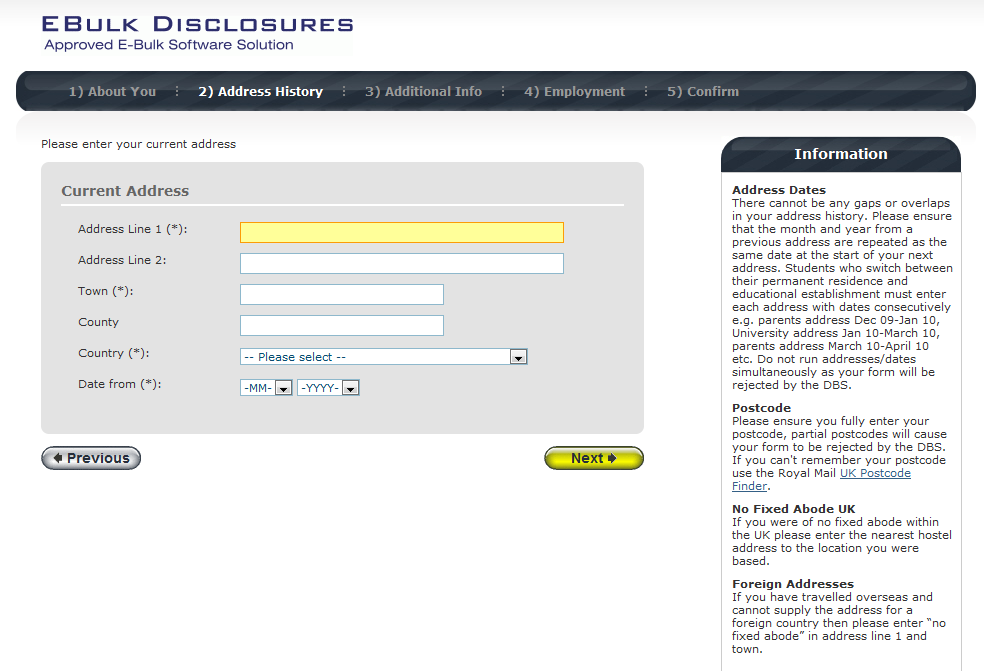 EBULK DISCLOSURES
Approved E-Bulk Software Solution
1) About You : 2) Address History : 3) Additional Info : 4) Employment : 5) Confirm
Please enter your current address
Current Address
Address Line 1 (*):
Address Line 2:
Town (*):
County
Country (*): -- Please select --
Date from (*): -MM- -YYYY-
Previous
Next
Information
Address Dates
There cannot be any gaps or overlaps
in your address history. Please ensure
that the month and year from a
previous address are repeated as the
same date at the start of your next
address. Students who switch between
their permanent residence and
educational establishment must enter
each address with dates consecutively
e.g. parents address Dec 09-Jan 10,
University address Jan 10-March 10,
parents address March 10-April 10
etc. Do not run addresses/dates
simultaneously as your form will be
rejected by the DBS.
Postcode
Please ensure you fully enter your
postcode, partial postcodes will cause
your form to be rejected by the DBS.
If you can't remember your postcode
use the Royal Mail UK Postcode
Finder.
No Fixed Abode UK
If you were of no fixed abode within
the UK please enter the nearest hostel
address to the location you were
based.
Foreign Addresses
If you have travelled overseas and
cannot supply the address for a
foreign country then please enter “no
fixed abode” in address line 1 and
town.